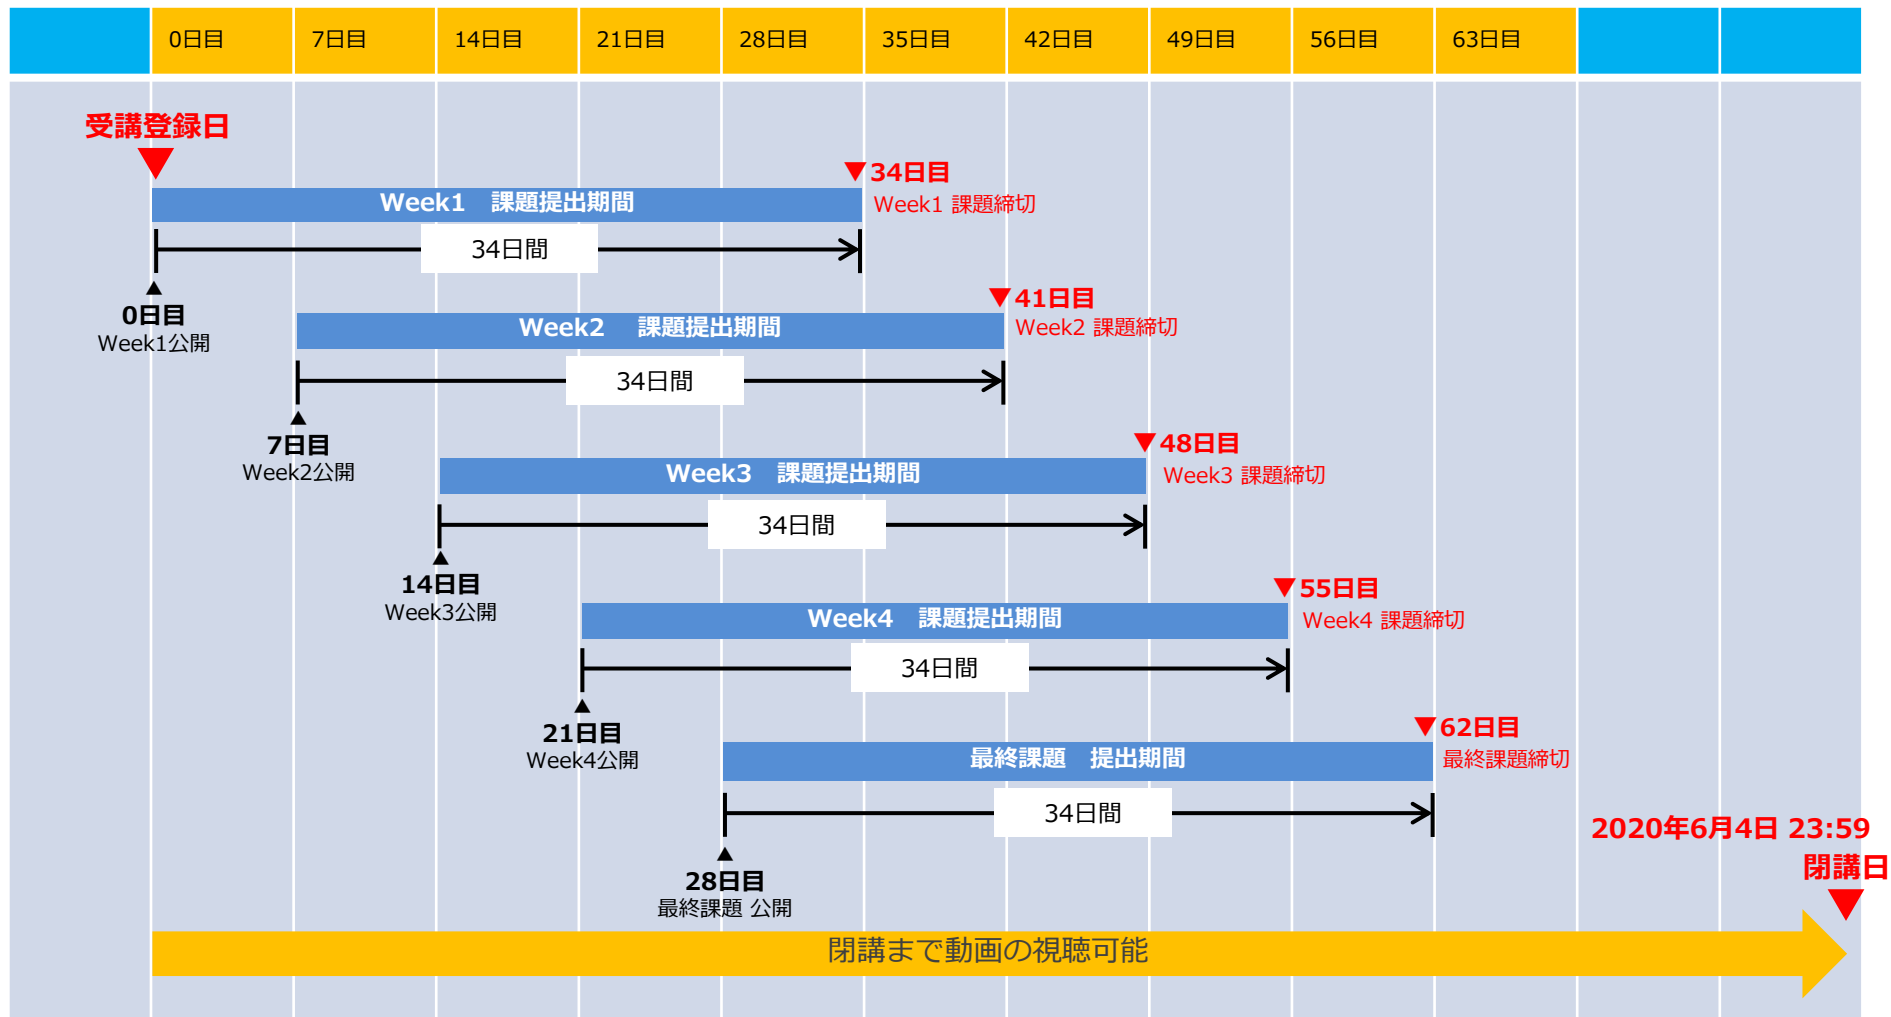 0日目 7日目 14日目 21日目 28日目 35日目 42日目 49日目 56日目 63日目
受講登録日
34日目
Week1　課題提出期間
Week1 課題締切
34日間
0日目
Week1公開
41日目
Week2　課題提出期間
Week2 課題締切
34日間
7日目
Week2公開
48日目
Week3　課題提出期間
Week3 課題締切
34日間
14日目
Week3公開
55日目
Week4　課題提出期間
Week4 課題締切
34日間
21日目
Week4公開
62日目
最終課題　提出期間
最終課題締切
34日間
28日目
最終課題 公開
2020年6月4日 23:59
閉講日
閉講まで動画の視聴可能